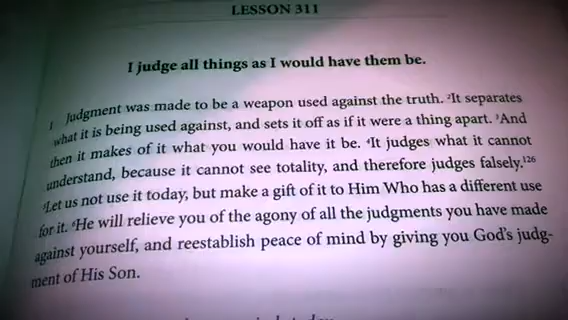 LESSON 311
I judge all things as I would have them be.
1 Judgment was made to be a weapon used against the truth. ²It separates
what it is being used against, and sets it off as if it were a thing apart. ³And
then it makes of it what you would have it be. ⁴It judges what it cannot
understand, because it cannot see totality, and therefore judges falsely.¹²⁶
⁵Let us not use it today, but make a gift of it to Him Who has a different use
for it. ⁶He will relieve you of the agony of all the judgments you have made
against yourself, and reestablish peace of mind by giving you God's judg-
ment of His Son.